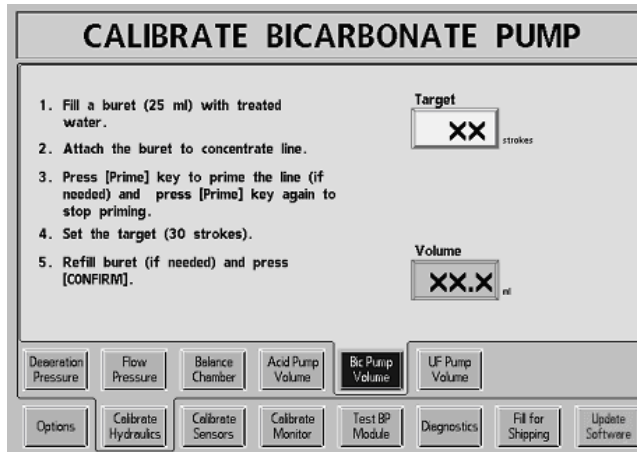 CALIBRATE BICARBONATE PUMP
1. Fill a buret (25 ml) with treated
water.
2. Attach the buret to concentrate line.
3. Press [Prime] key to prime the line (if
needed) and press [Prime] key again to
stop priming.
4. Set the target (30 strokes).
5. Refill buret (if needed) and press
[CONFIRM].
Target
XX strokes
Volume
XX.X ml
Deaeration
Pressure
Flow
Pressure
Balance
Chamber
Acid Pump
Volume
Bic Pump
Volume
UF Pump
Volume
Options
Calibrate
Hydraulics
Calibrate
Sensors
Calibrate
Monitor
Test BP
Module
Diagnostics
Fill for
Shipping
Update
Software